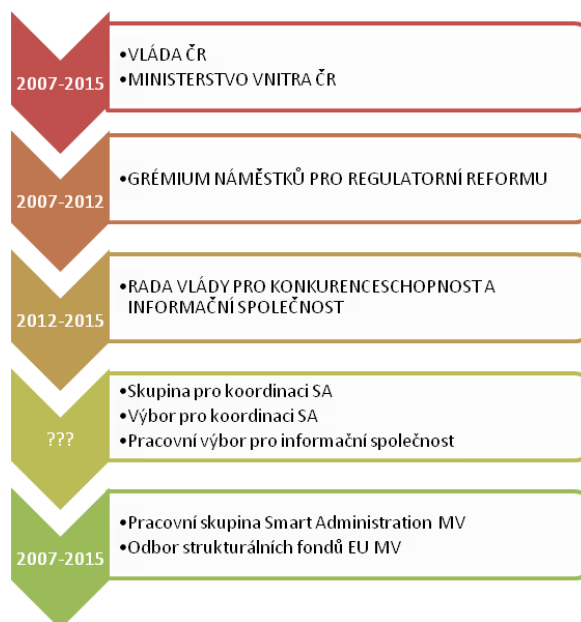 2007-2015
•VLÁDA ČR
•MINISTERSTVO VNITRA ČR
2007-2012
•GRÉMIUM NÁMĚSTKŮ PRO REGULATORNÍ REFORMU
2012-2015
•RADA VLÁDY PRO KONKURENCESCHOPNOST A
INFORMAČNÍ SPOLEČNOST
???
•Skupina pro koordinaci SA
•Výbor pro koordinaci SA
•Pracovní výbor pro informační společnost
2007-2015
•Pracovní skupina Smart Administration MV
•Odbor strukturálních fondů EU MV